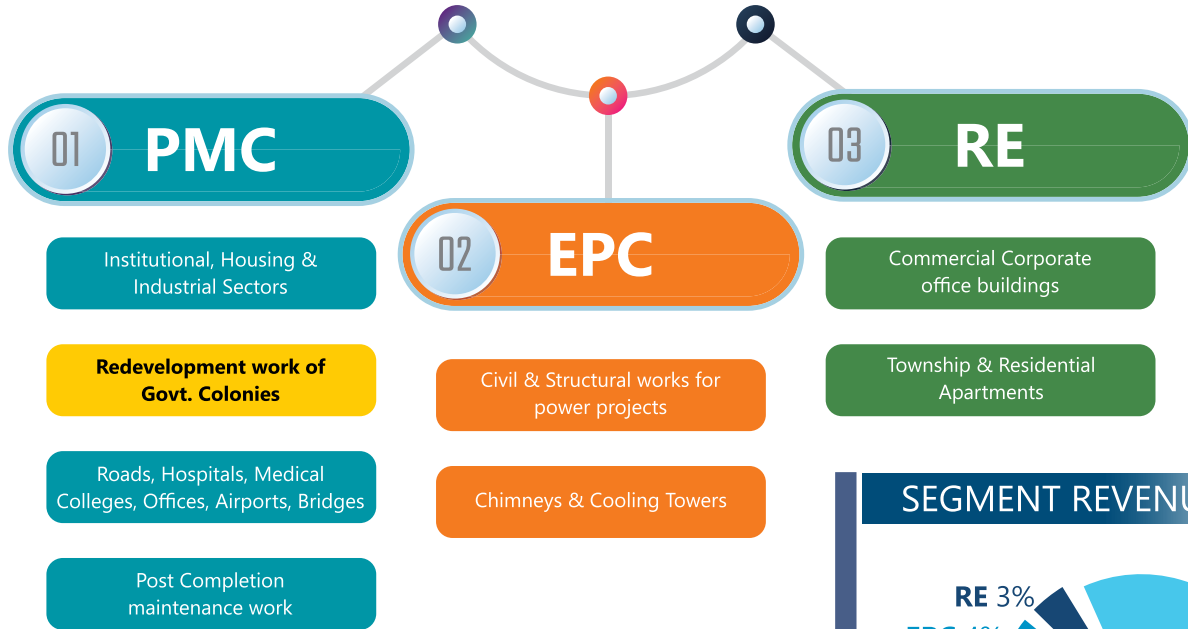 01
PMC
Institutional, Housing &
Industrial Sectors
Redevelopment work of
Govt. Colonies
Roads, Hospitals, Medical
Colleges, Offices, Airports, Bridges
Post Completion
maintenance work
02
EPC
Civil & Structural works for
power projects
Chimneys & Cooling Towers
03
RE
Commercial Corporate
office buildings
Township & Residential
Apartments
SEGMENT
RE 3%